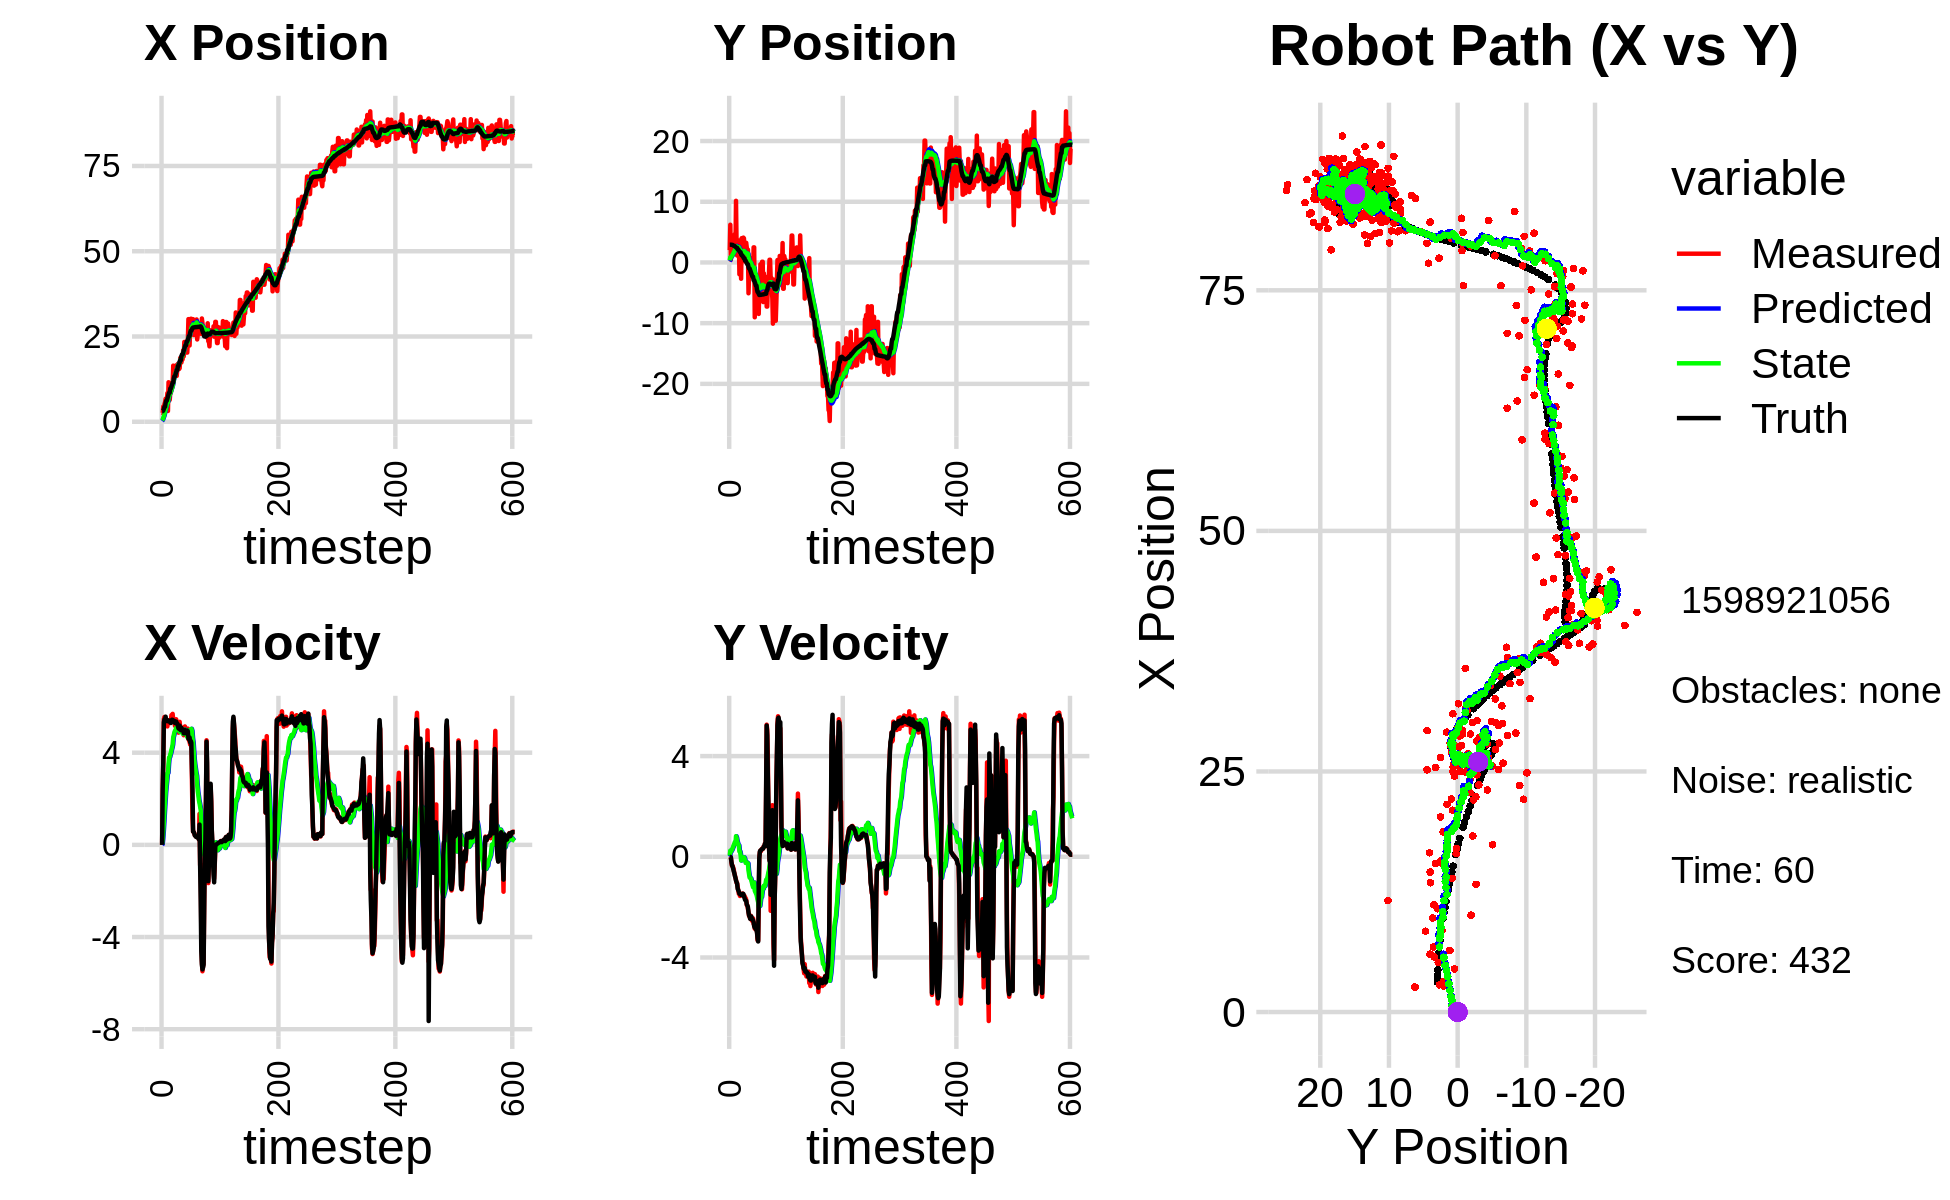 X Position
75
50
25
0
0
200
400
600
timestep
Y Position
20
10
0
-10
-20
0
200
400
600
timestep
X Velocity
4
0
-4
-8
0
200
400
600
timestep
Y Velocity
4
0
-4
0
200
400
600
timestep
Robot Path (X vs Y)
X Position
75
50
25
0
20 10 0 -10 -20
Y Position
variable
Measured
Predicted
State
Truth
1598921056
Obstacles: none
Noise: realistic
Time: 60
Score: 432